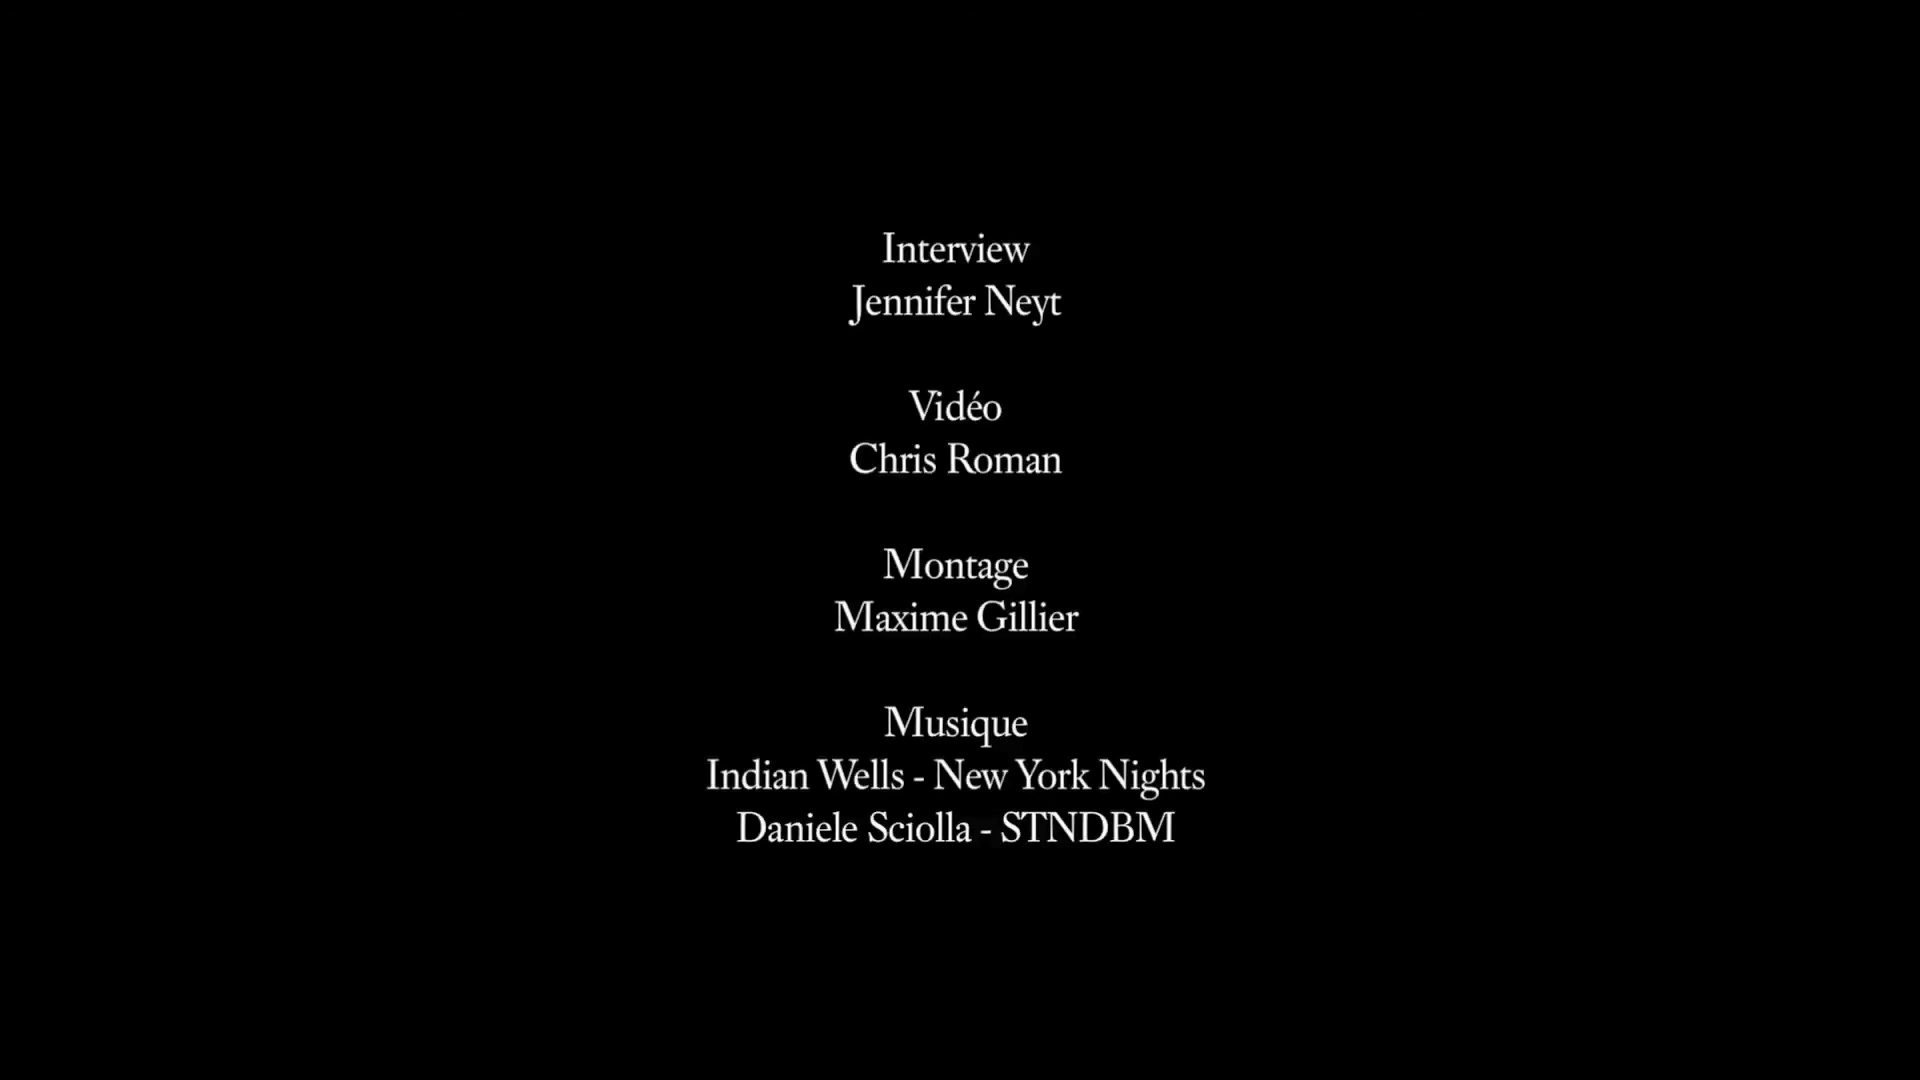 Interview
Jennifer Neyt
Vidéo
Chris Roman
Montage
Maxime Gillier
Musique
Indian Wells - New York Nights
Daniele Sciolla - STNDBM